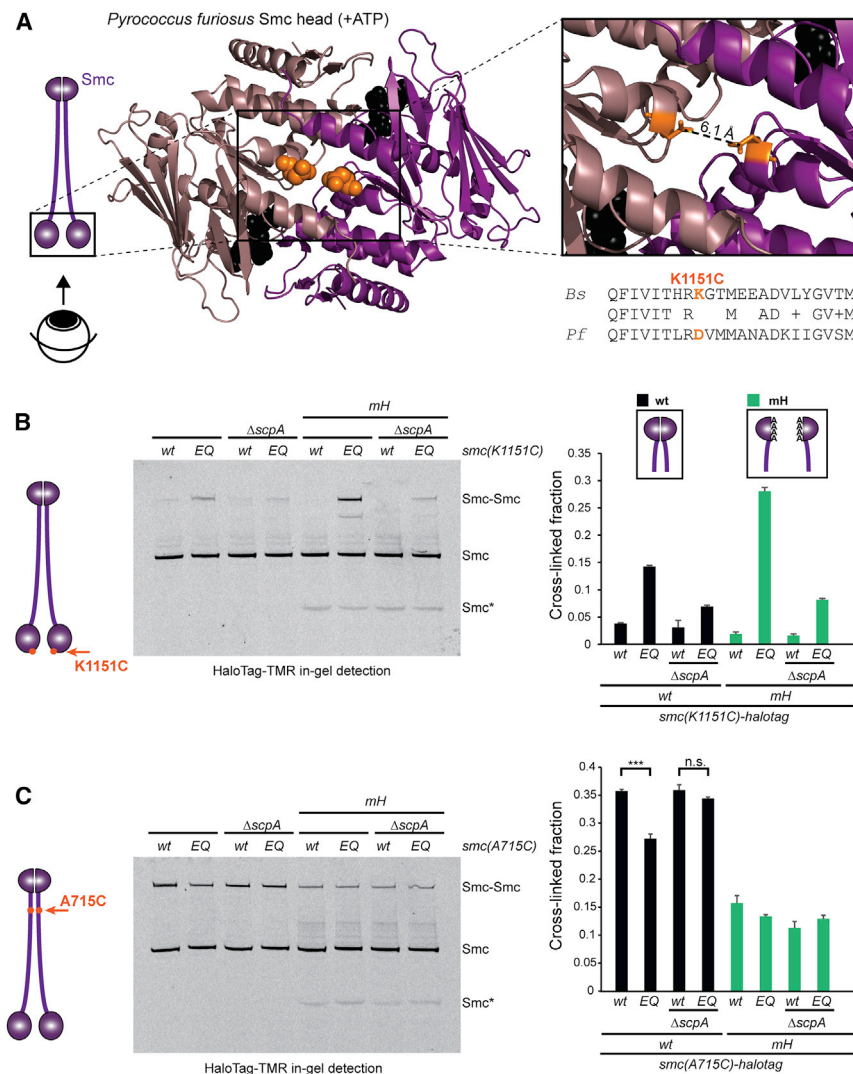 A
Pyrococcus furiosus Smc head (+ATP)
Smc
6.1 Å
K1151C
Bs QFIVITHRKGTMEEADVLYGVTM
QFIVIT R M AD + GV+M
Pf QFIVITLRDVMMANADKIIGVSM
B
mH
ΔscpA ΔscpA
wt EQ wt EQ wt EQ wt EQ smc(K1151C)
Smc-Smc
Smc
Smc*
K1151C
HaloTag-TMR in-gel detection
wt mH
A A
A A
A A
A A
Cross-linked fraction
0.35
0.3
0.25
0.2
0.15
0.1
0.05
0
wt EQ wt EQ wt EQ wt EQ
ΔscpA ΔscpA
wt mH
smc(K1151C)-halotag
C
mH
ΔscpA ΔscpA
wt EQ wt EQ wt EQ wt EQ smc(A715C)
Smc-Smc
A715C
Smc
Smc*
HaloTag-TMR in-gel detection
*** n.s.
Cross-linked fraction
0.4
0.35
0.3
0.25
0.2
0.15
0.1
0.05
0
wt EQ wt EQ wt EQ wt EQ
ΔscpA ΔscpA
wt mH
smc(A715C)-halotag